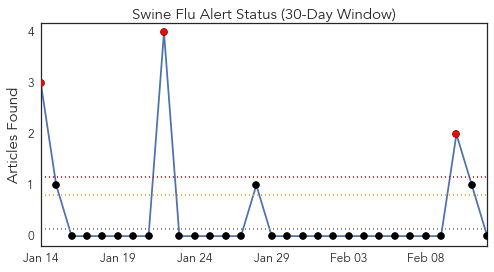 Swine Flu Alert Status (30-Day Window)
Articles Found
4
3
2
1
0
Jan 14 Jan 19 Jan 24 Jan 29 Feb 03 Feb 08